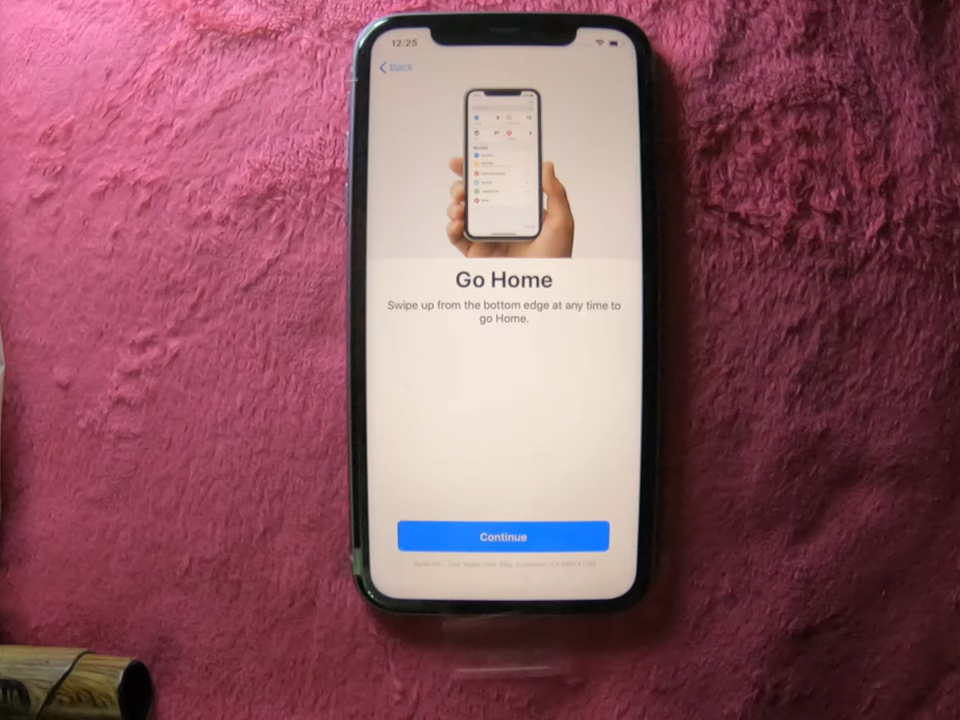 12:25
Back
Go Home
Swipe up from the bottom edge at any time to
go Home.
Continue